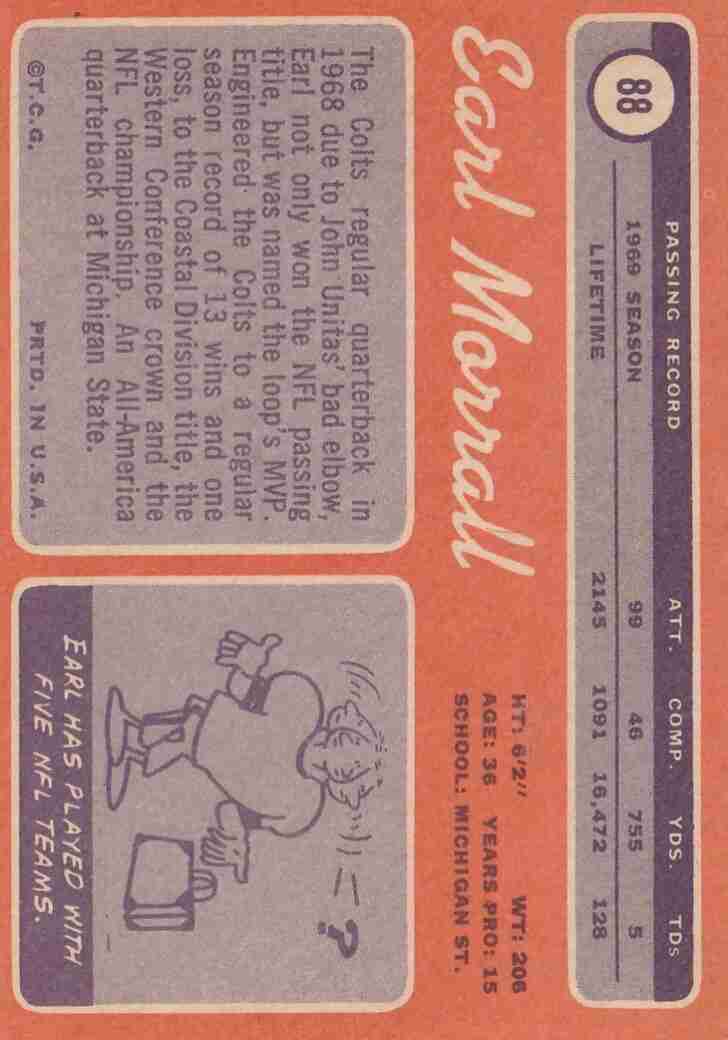 88
PASSING RECORD ATT. COMP. YDS. TDs
1969 SEASON 99 46 755 5
LIFETIME 2145 1091 16,472 128
Earl Morrall
HT: 6'2" WT: 206
AGE: 36 YEARS PRO: 15
SCHOOL: MICHIGAN ST.
The Colts regular quarterback in
1968 due to John Unitas' bad elbow,
Earl not only won the NFL passing
title, but was named the loop's MVP.
Engineered the Colts to a regular
season record of 13 wins and one
loss, to the Coastal Division title, the
Western Conference crown and the
NFL championship. An All-America
quarterback at Michigan State.
©T.C.G. PRTD. IN U.S.A.
?
EARL HAS PLAYED WITH
FIVE NFL TEAMS.